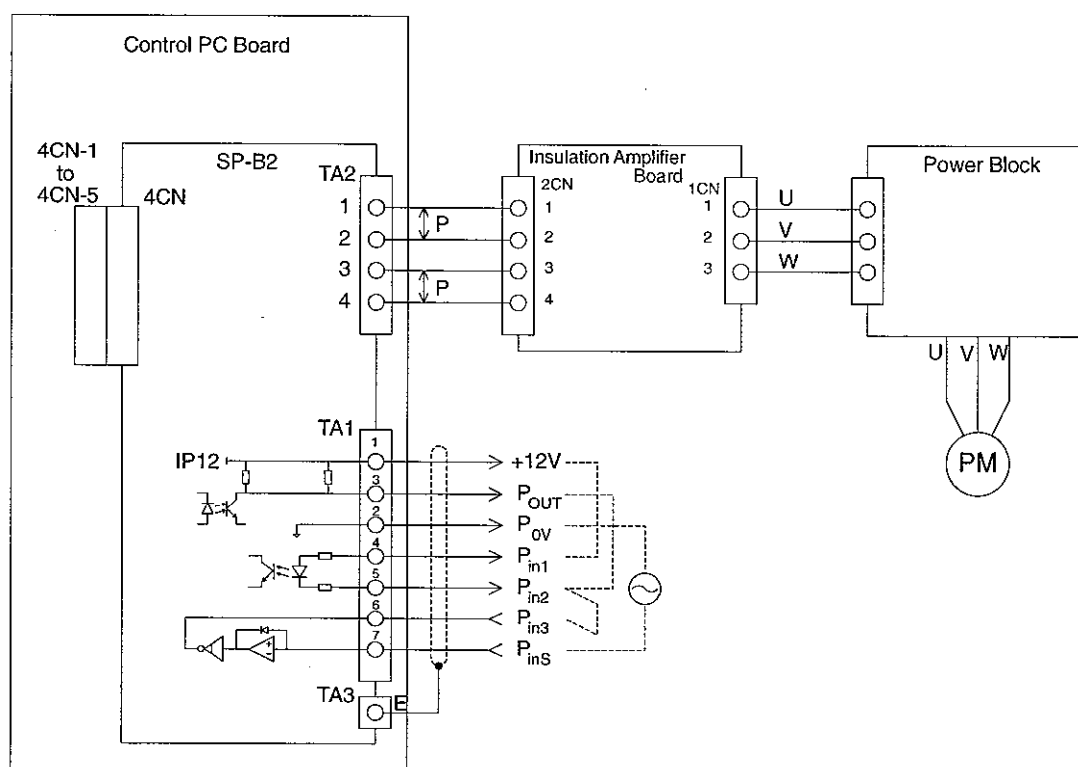 Control PC Board
4CN-1
to
4CN-5
4CN
SP-B2
TA2
1
2
3
4
P
P
Insulation Amplifier
Board
2CN
1
2
3
4
1CN
1
2
3
U
V
W
Power Block
U V W
PM
TA1
1
3
2
4
5
6
7
IP12
+12V
POUT
P0V
Pin1
Pin2
Pin3
PinS
TA3
E